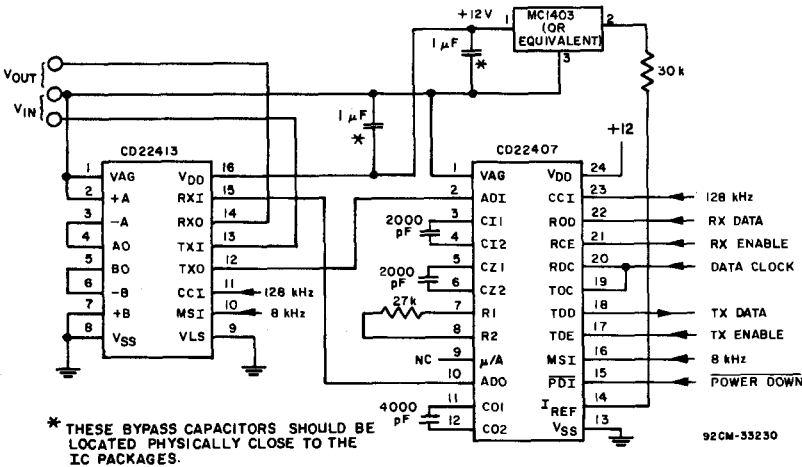 +12V
1 MC1403 2
(OR
EQUIVALENT)
3
1 μF
*
30 k
VOUT
VIN
1 μF
*
+12
CD22413
1 VAG VDD 16
2 +A RXI 15
3 -A RXO 14
4 AO TXI 13
5 BO TXO 12
6 -B CCI 11 128 kHz
7 +B MSI 10 8 kHz
8 VSS VLS 9
CD22407
1 VAG VDD 24
2 ADI CCI 23 128 kHz
2000 pF 3 CI1 ROD 22 RX DATA
4 CI2 RCE 21 RX ENABLE
2000 pF 5 CZ1 RDC 20 DATA CLOCK
6 CZ2 TOC 19
27k 7 R1 TDD 18 TX DATA
8 R2 TDE 17 TX ENABLE
NC 9 μ/A MSI 16 8 kHz
10 ADO PDI 15 POWER DOWN
4000 pF 11 CO1 IREF 14
12 CO2 VSS 13
* THESE BYPASS CAPACITORS SHOULD BE
LOCATED PHYSICALLY CLOSE TO THE
IC PACKAGES.
92CM-33230